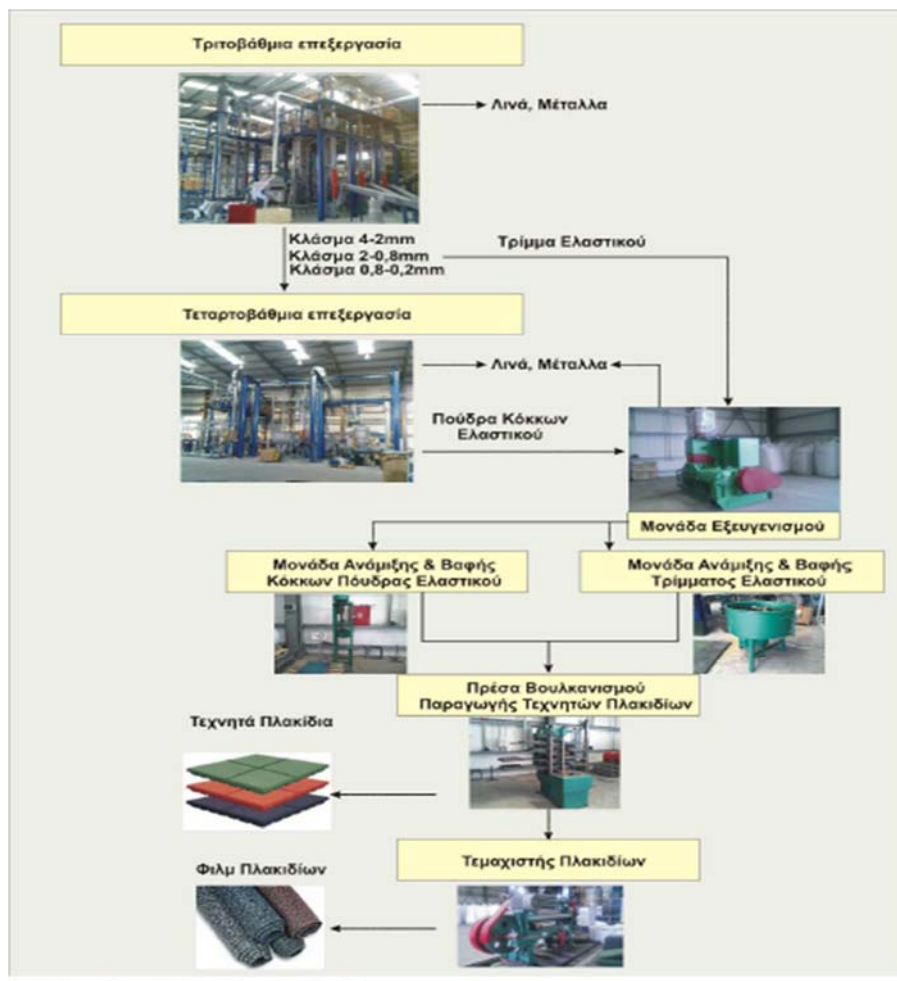 Τριτοβάθμια επεξεργασία
Λινά, Μέταλλα
Κλάσμα 4-2mm
Κλάσμα 2-0,8mm
Κλάσμα 0,8-0,2mm
Τρίμμα Ελαστικού
Τεταρτοβάθμια επεξεργασία
Λινά, Μέταλλα
Πούδρα Κόκκων
Ελαστικού
Μονάδα Εξευγενισμού
Μονάδα Ανάμιξης & Βαφής
Κόκκων Πούδρας Ελαστικού
Μονάδα Ανάμιξης & Βαφής
Τρίμματος Ελαστικού
Πρέσα Βουλκανισμού
Παραγωγής Τεχνητών Πλακιδίων
Τεχνητά Πλακίδια
Τεμαχιστής Πλακιδίων
Φιλμ Πλακιδίων